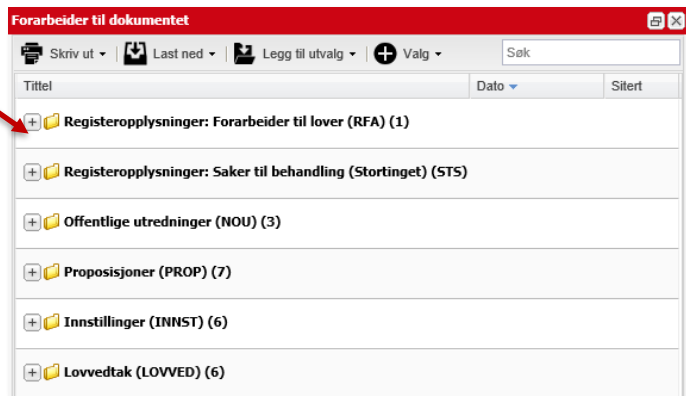 Forarbeider til dokumentet
Skriv ut Last ned Legg til utvalg Valg Søk
Tittel Dato Sitert
Registeropplysninger: Forarbeider til lover (RFA) (1)
Registeropplysninger: Saker til behandling (Stortinget) (STS)
Offentlige utredninger (NOU) (3)
Proposisjoner (PROP) (7)
Innstillinger (INNST) (6)
Lovvedtak (LOVVED) (6)